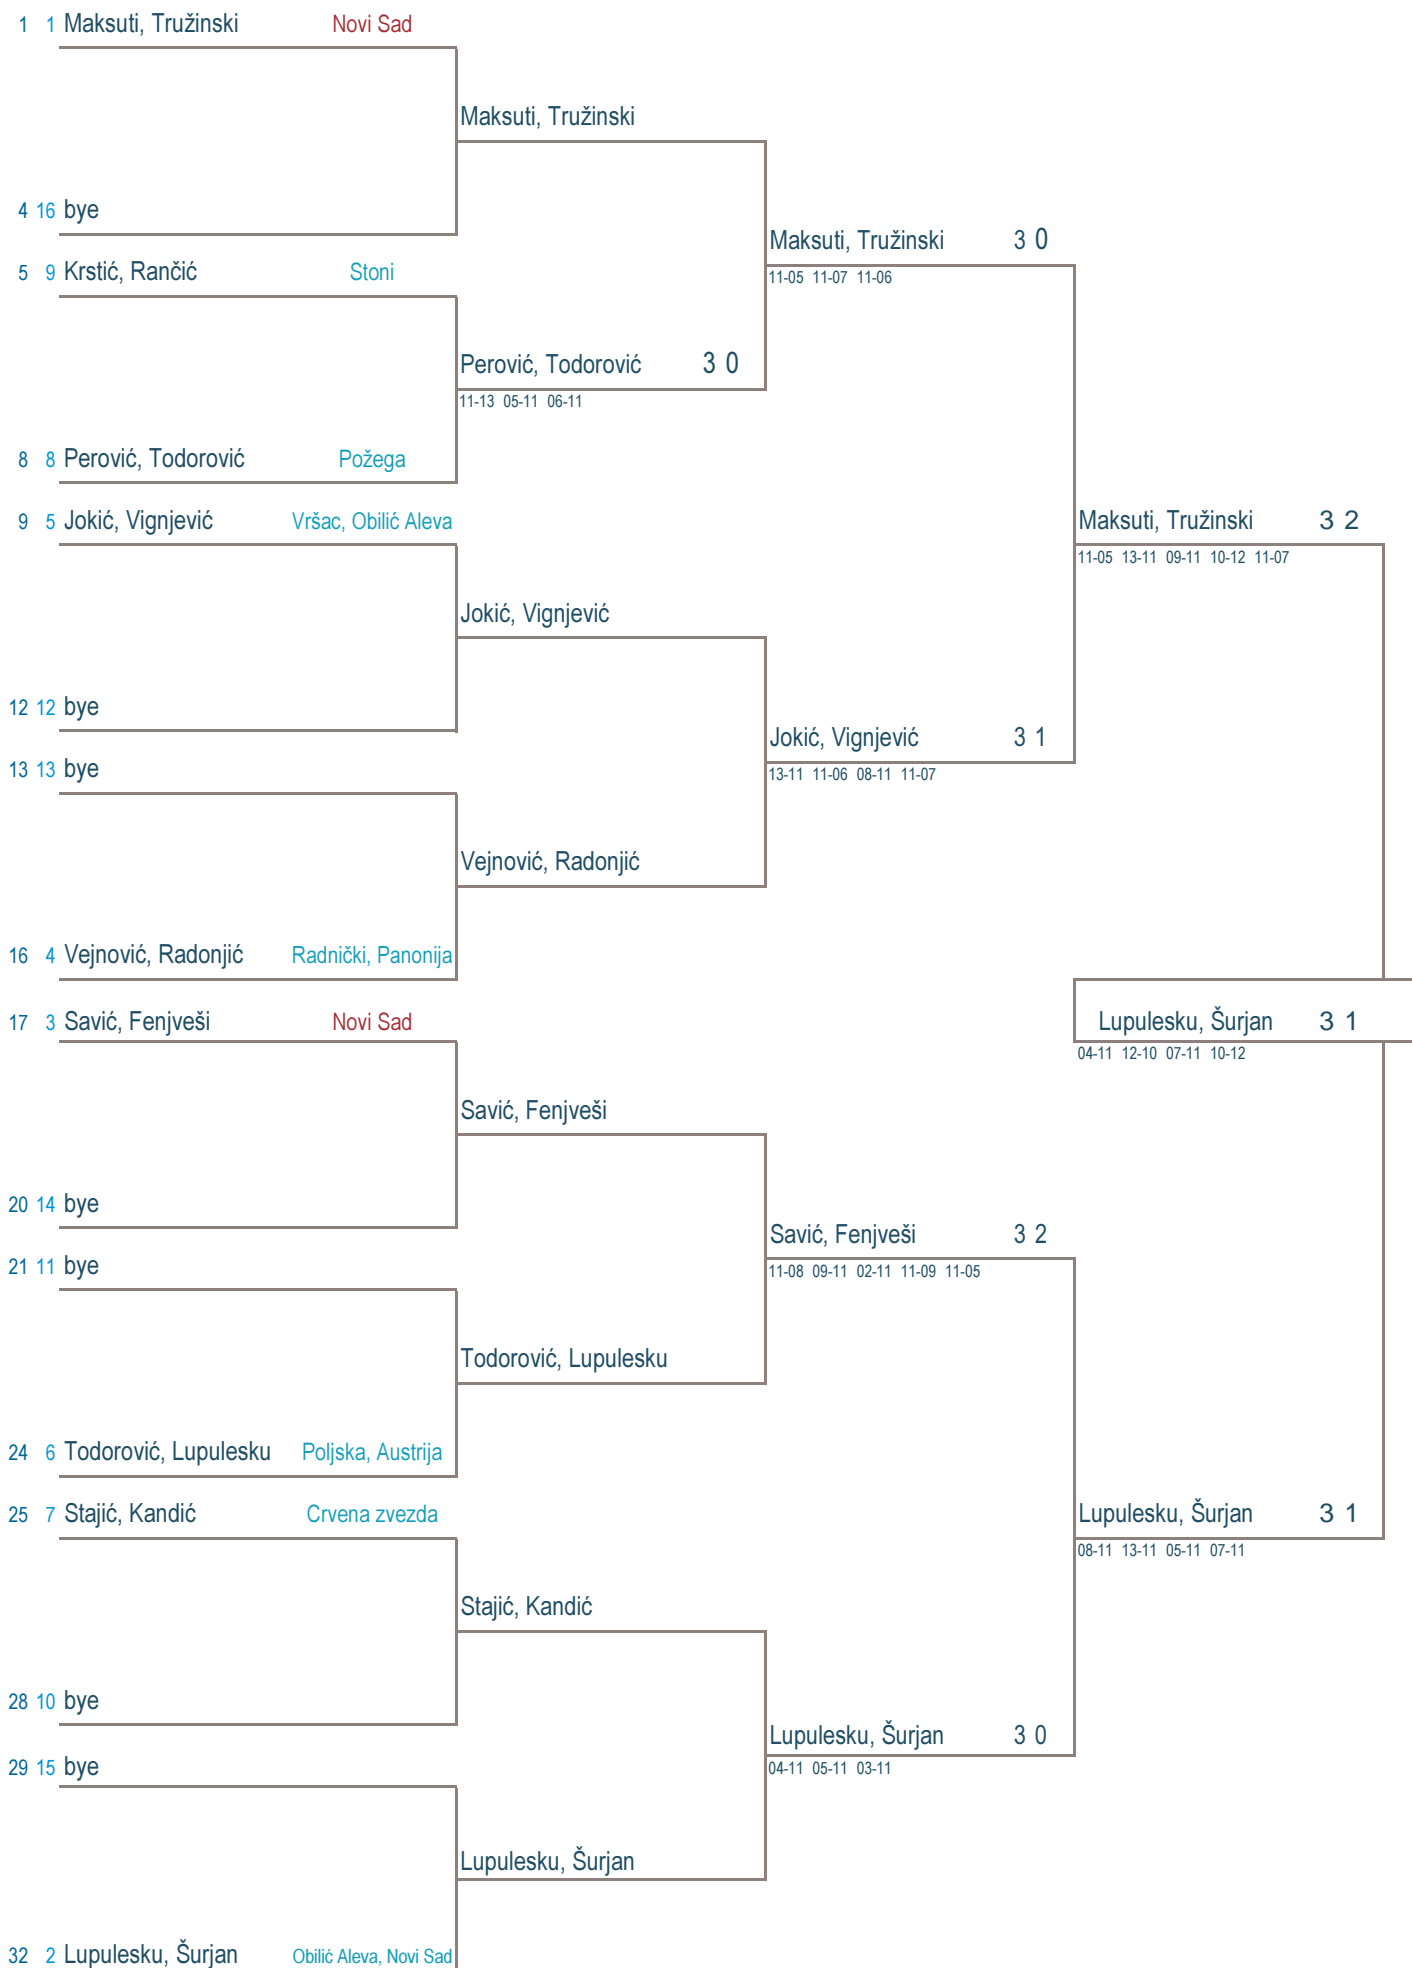 1 1 Maksuti, Tružinski Novi Sad
Maksuti, Tružinski
4 16 bye
Maksuti, Tružinski 3 0
5 9 Krstić, Rančić Stoni
11-05 11-07 11-06
Perović, Todorović 3 0
11-13 05-11 06-11
8 8 Perović, Todorović Požega
9 5 Jokić, Vignjević Vršac, Obilić Aleva
Maksuti, Tružinski 3 2
11-05 13-11 09-11 10-12 11-07
Jokić, Vignjević
12 12 bye
Jokić, Vignjević 3 1
13 13 bye
13-11 11-06 08-11 11-07
Vejnović, Radonjić
16 4 Vejnović, Radonjić Radnički, Panonija
17 3 Savić, Fenjveši Novi Sad
Lupulesku, Šurjan 3 1
04-11 12-10 07-11 10-12
Savić, Fenjveši
20 14 bye
Savić, Fenjveši 3 2
21 11 bye
11-08 09-11 02-11 11-09 11-05
Todorović, Lupulesku
24 6 Todorović, Lupulesku Poljska, Austrija
25 7 Stajić, Kandić Crvena zvezda
Lupulesku, Šurjan 3 1
08-11 13-11 05-11 07-11
Stajić, Kandić
28 10 bye
Lupulesku, Šurjan 3 0
29 15 bye
04-11 05-11 03-11
Lupulesku, Šurjan
32 2 Lupulesku, Šurjan Obilić Aleva, Novi Sad